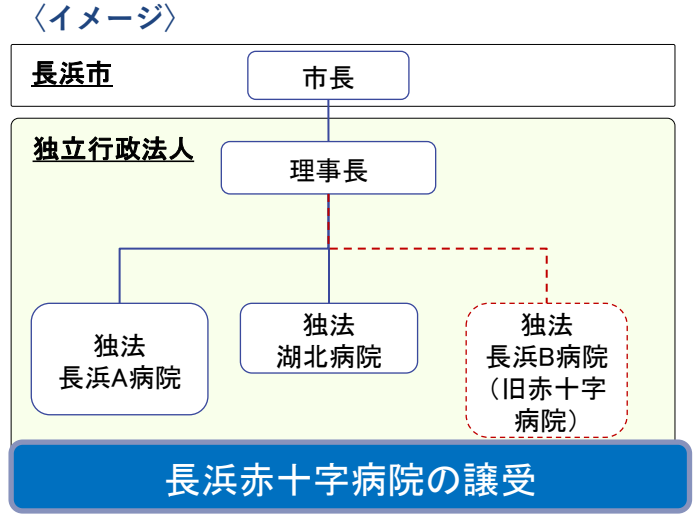 〈イメージ〉
長浜市
市長
独立行政法人
理事長
独法
長浜A病院
独法
湖北病院
独法
長浜B病院
（旧赤十字
病院）
長浜赤十字病院の譲受